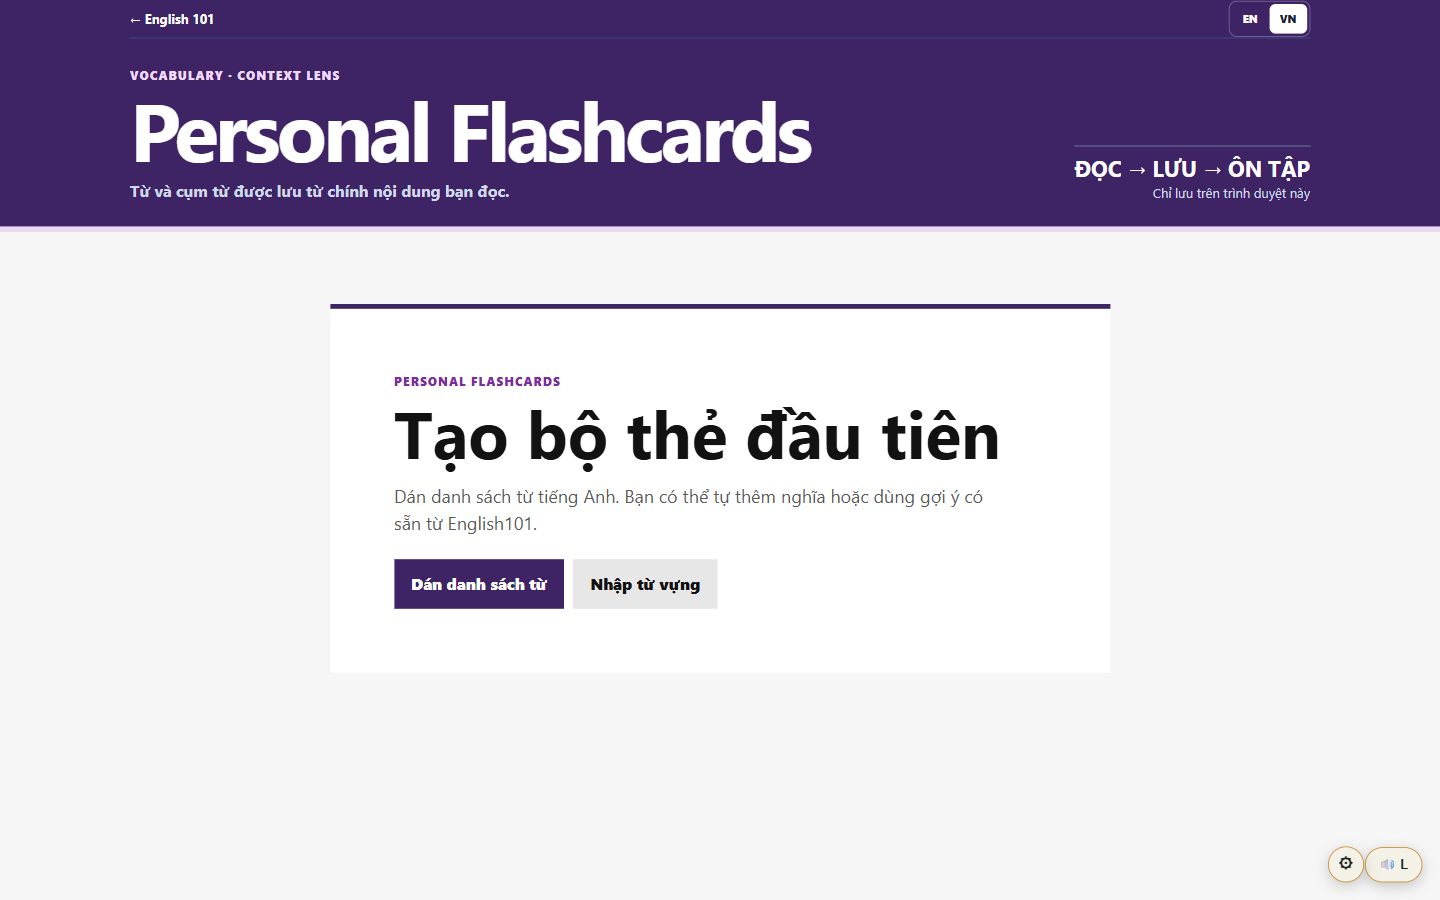 ← English 101
EN VN
VOCABULARY · CONTEXT LENS
Personal Flashcards
Từ và cụm từ được lưu từ chính nội dung bạn đọc.
ĐỌC → LƯU → ÔN TẬP
Chỉ lưu trên trình duyệt này
PERSONAL FLASHCARDS
Tạo bộ thẻ đầu tiên
Dán danh sách từ tiếng Anh. Bạn có thể tự thêm nghĩa hoặc dùng gợi ý có
sẵn từ English101.
Dán danh sách từ
Nhập từ vựng
L